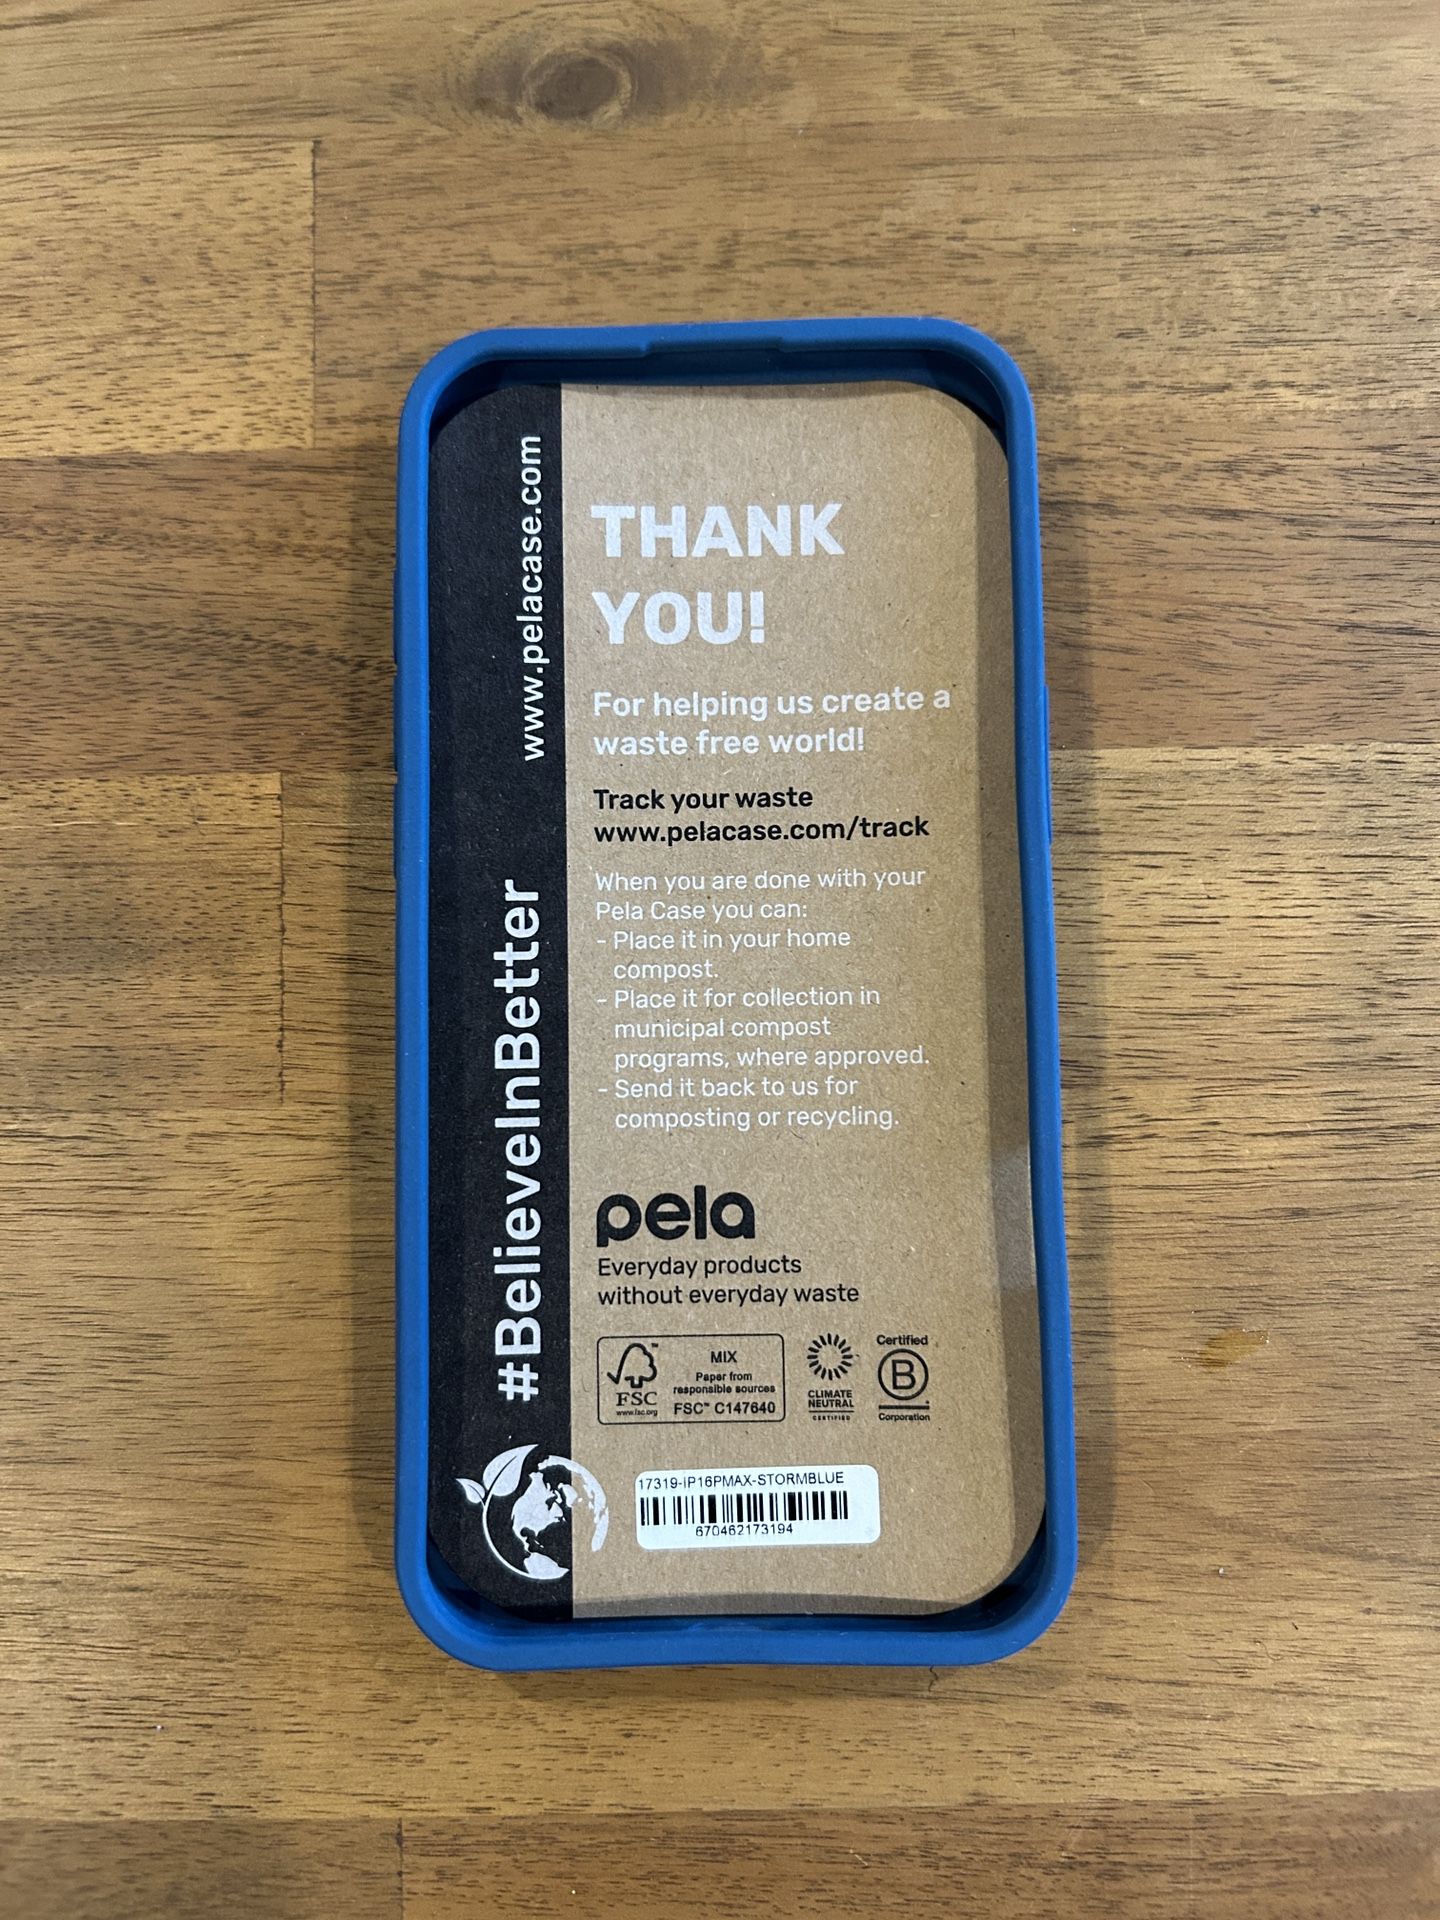 www.pelacase.com
#BelieveInBetter
THANK
YOU!
For helping us create a
waste free world!
Track your waste
www.pelacase.com/track
When you are done with your
Pela Case you can:
- Place it in your home
compost.
- Place it for collection in
municipal compost
programs, where approved.
- Send it back to us for
composting or recycling.
pela
Everyday products
without everyday waste
FSC
www.fsc.org
MIX
Paper from
responsible sources
FSC™ C147640
CLIMATE
NEUTRAL
CERTIFIED
Certified
B
Corporation
17319-IP16PMAX-STORMBLUE
670462173194